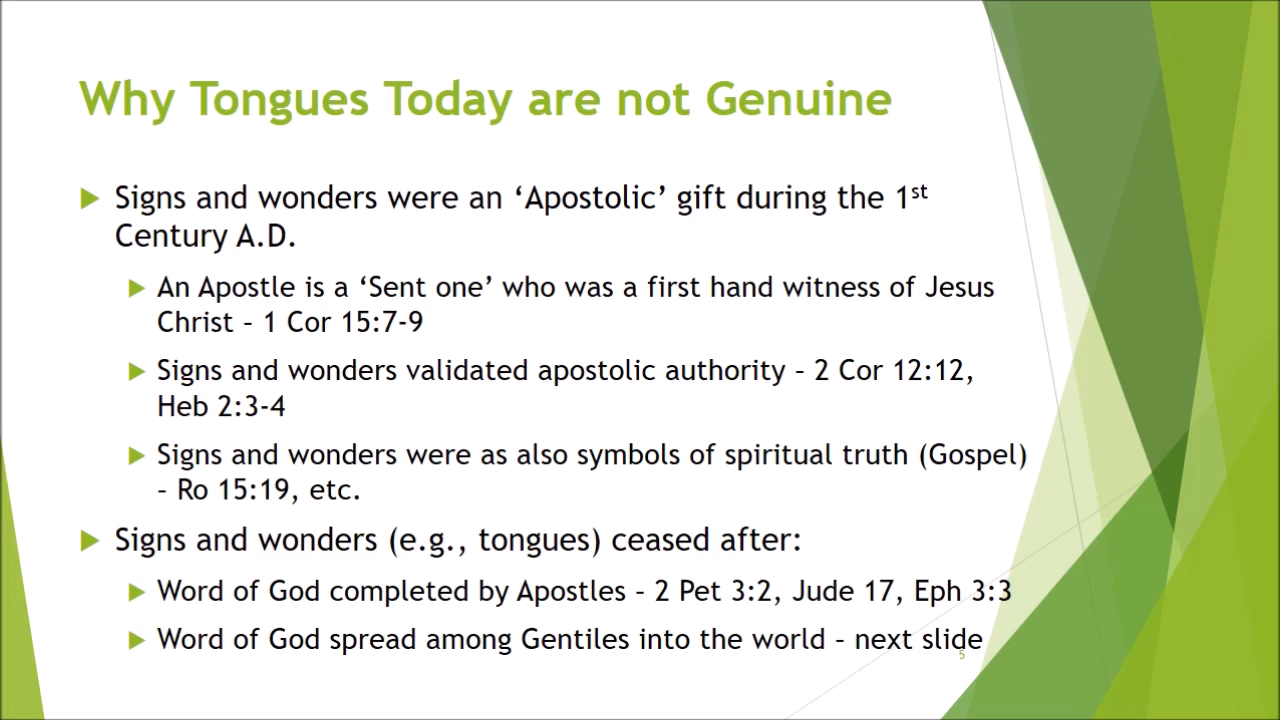 Why Tongues Today are not Genuine
Signs and wonders were an ‘Apostolic’ gift during the 1st
Century A.D.
An Apostle is a ‘Sent one’ who was a first hand witness of Jesus
Christ – 1 Cor 15:7-9
Signs and wonders validated apostolic authority – 2 Cor 12:12,
Heb 2:3-4
Signs and wonders were as also symbols of spiritual truth (Gospel)
– Ro 15:19, etc.
Signs and wonders (e.g., tongues) ceased after:
Word of God completed by Apostles – 2 Pet 3:2, Jude 17, Eph 3:3
Word of God spread among Gentiles into the world – next slide
5